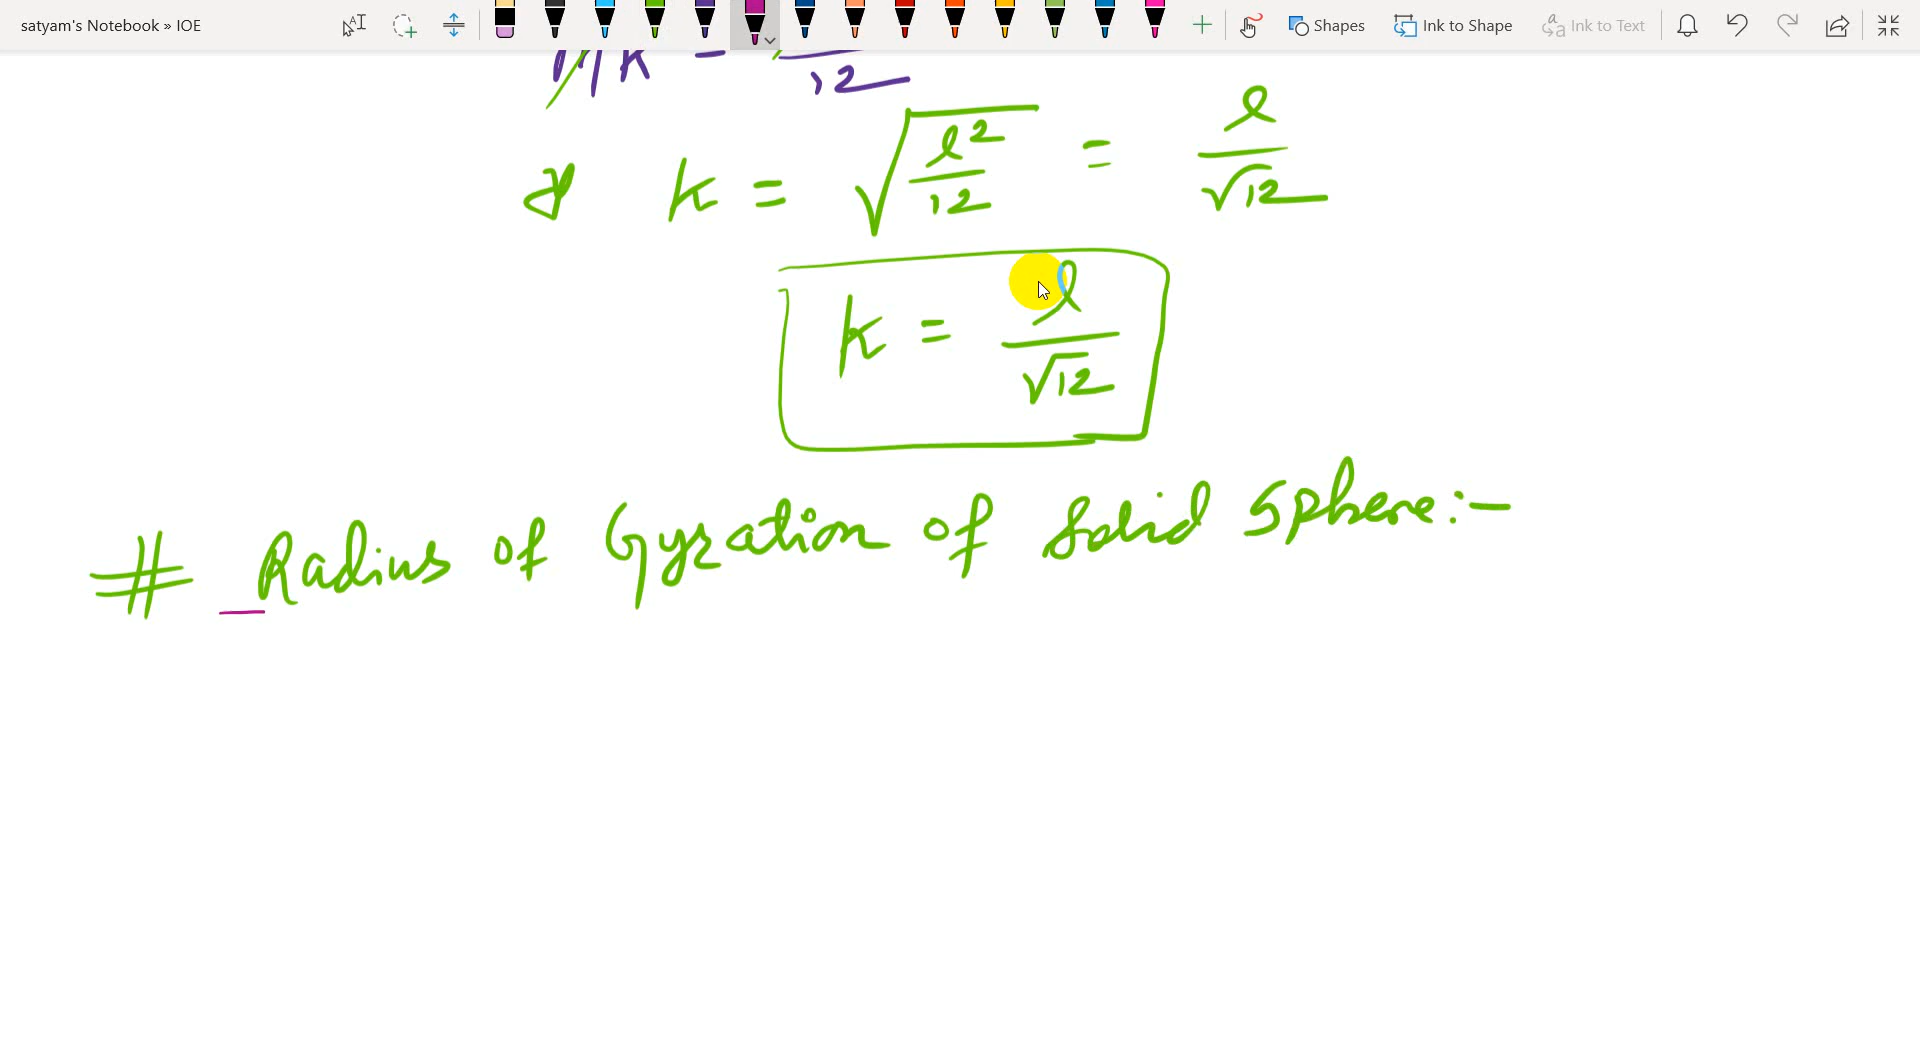 satyam's Notebook » IOE Shapes Ink to Shape Ink to Text
k = 12
k = √(l²/12) = l/√12
k = l/√12
# Radius of Gyration of Solid Sphere:-